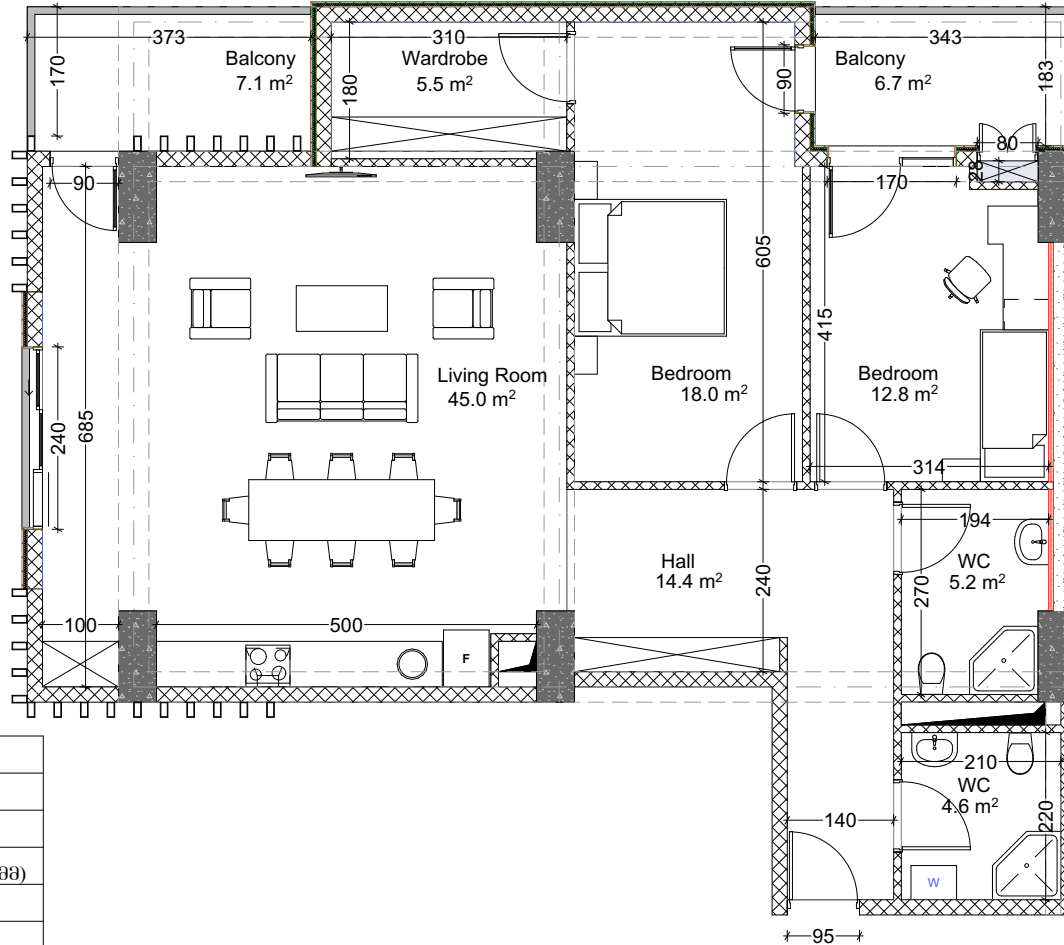 373
310
343
Balcony
7.1 m²
Wardrobe
5.5 m²
Balcony
6.7 m²
170
180
90
183
80
28
90
170
605
415
Living Room
45.0 m²
Bedroom
18.0 m²
Bedroom
12.8 m²
240
685
314
194
Hall
14.4 m²
WC
5.2 m²
240
270
100
500
F
210
WC
4.6 m²
140
220
W
95